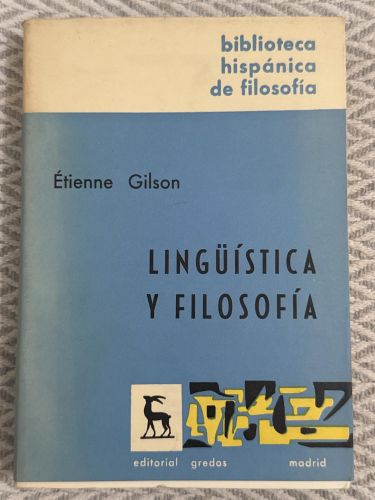 biblioteca
hispánica
de filosofía
Étienne Gilson
LINGÜÍSTICA
Y FILOSOFÍA
editorial gredos madrid